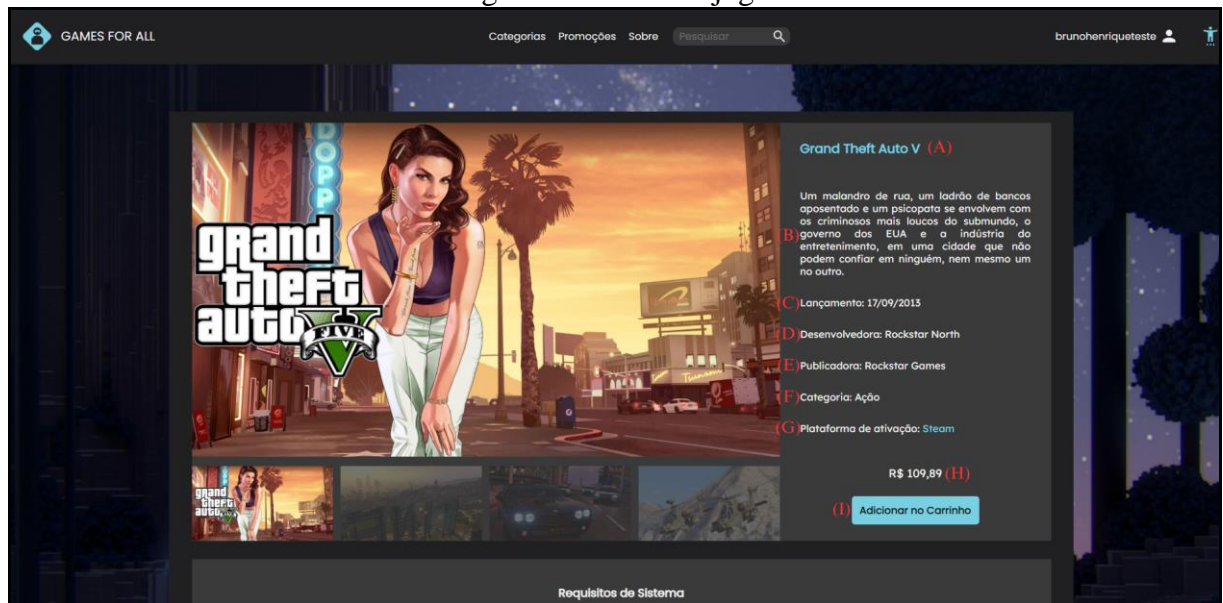 GAMES FOR ALL
Categorias Promoções Sobre Pesquisar
brunohenriqueteste
DOPP
grand
theft
auto V
FIVE
Grand Theft Auto V (A)
Um malandro de rua, um ladrão de bancos
aposentado e um psicopata se envolvem com
os criminosos mais loucos do submundo, o
(B) governo dos EUA e a indústria do
entretenimento, em uma cidade que não
podem confiar em ninguém, nem mesmo um
no outro.
(C) Lançamento: 17/09/2013
(D) Desenvolvedora: Rockstar North
(E) Publicadora: Rockstar Games
(F) Categoria: Ação
(G) Plataforma de ativação: Steam
R$ 109,89 (H)
(I) Adicionar no Carrinho
grand
theft
auto V
Requisitos de Sistema